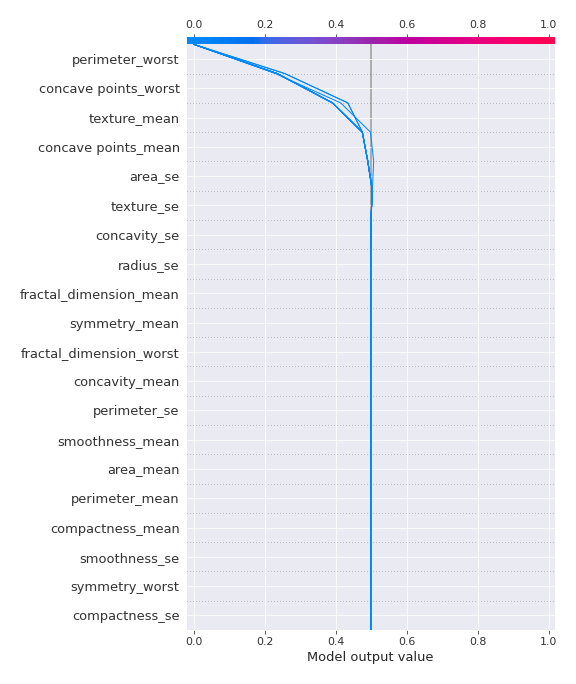 0.0 0.2 0.4 0.6 0.8 1.0
perimeter_worst
concave points_worst
texture_mean
concave points_mean
area_se
texture_se
concavity_se
radius_se
fractal_dimension_mean
symmetry_mean
fractal_dimension_worst
concavity_mean
perimeter_se
smoothness_mean
area_mean
perimeter_mean
compactness_mean
smoothness_se
symmetry_worst
compactness_se
0.0 0.2 0.4 0.6 0.8 1.0
Model output value